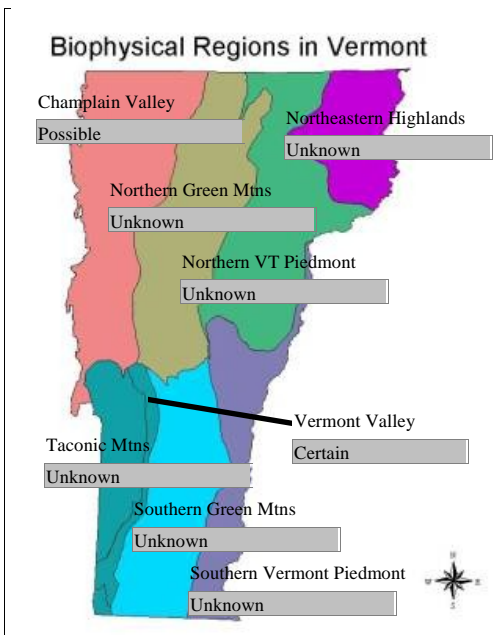 Biophysical Regions in Vermont
Champlain Valley
Possible
Northeastern Highlands
Unknown
Northern Green Mtns
Unknown
Northern VT Piedmont
Unknown
Vermont Valley
Certain
Taconic Mtns
Unknown
Southern Green Mtns
Unknown
Southern Vermont Piedmont
Unknown
N
W E
S